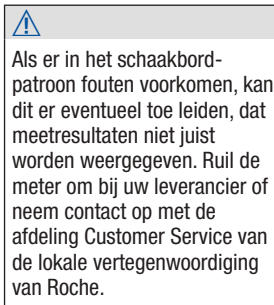 Als er in het schaakbord-
patroon fouten voorkomen, kan
dit er eventueel toe leiden, dat
meetresultaten niet juist
worden weergegeven. Ruil de
meter om bij uw leverancier of
neem contact op met de
afdeling Customer Service van
de lokale vertegenwoordiging
van Roche.